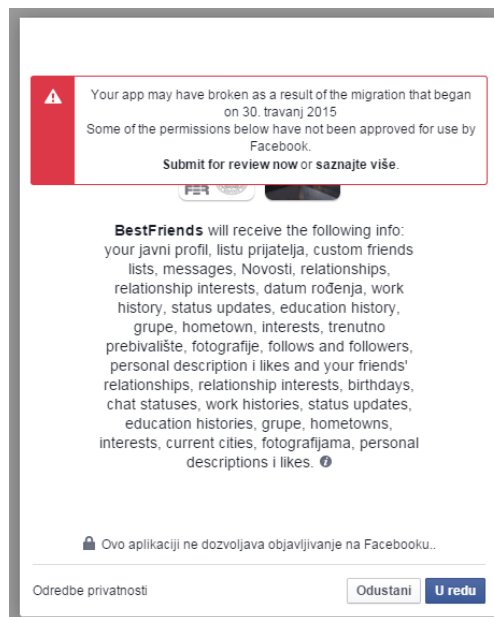 Your app may have broken as a result of the migration that began
on 30. travanj 2015
Some of the permissions below have not been approved for use by
Facebook.
Submit for review now or saznajte više.
FER
BestFriends will receive the following info:
your javni profil, listu prijatelja, custom friends
lists, messages, Novosti, relationships,
relationship interests, datum rođenja, work
history, status updates, education history,
grupe, hometown, interests, trenutno
prebivalište, fotografije, follows and followers,
personal description i likes and your friends'
relationships, relationship interests, birthdays,
chat statuses, work histories, status updates,
education histories, grupe, hometowns,
interests, current cities, fotografijama, personal
descriptions i likes.
Ovo aplikaciji ne dozvoljava objavljivanje na Facebooku..
Odredbe privatnosti
Odustani
U redu